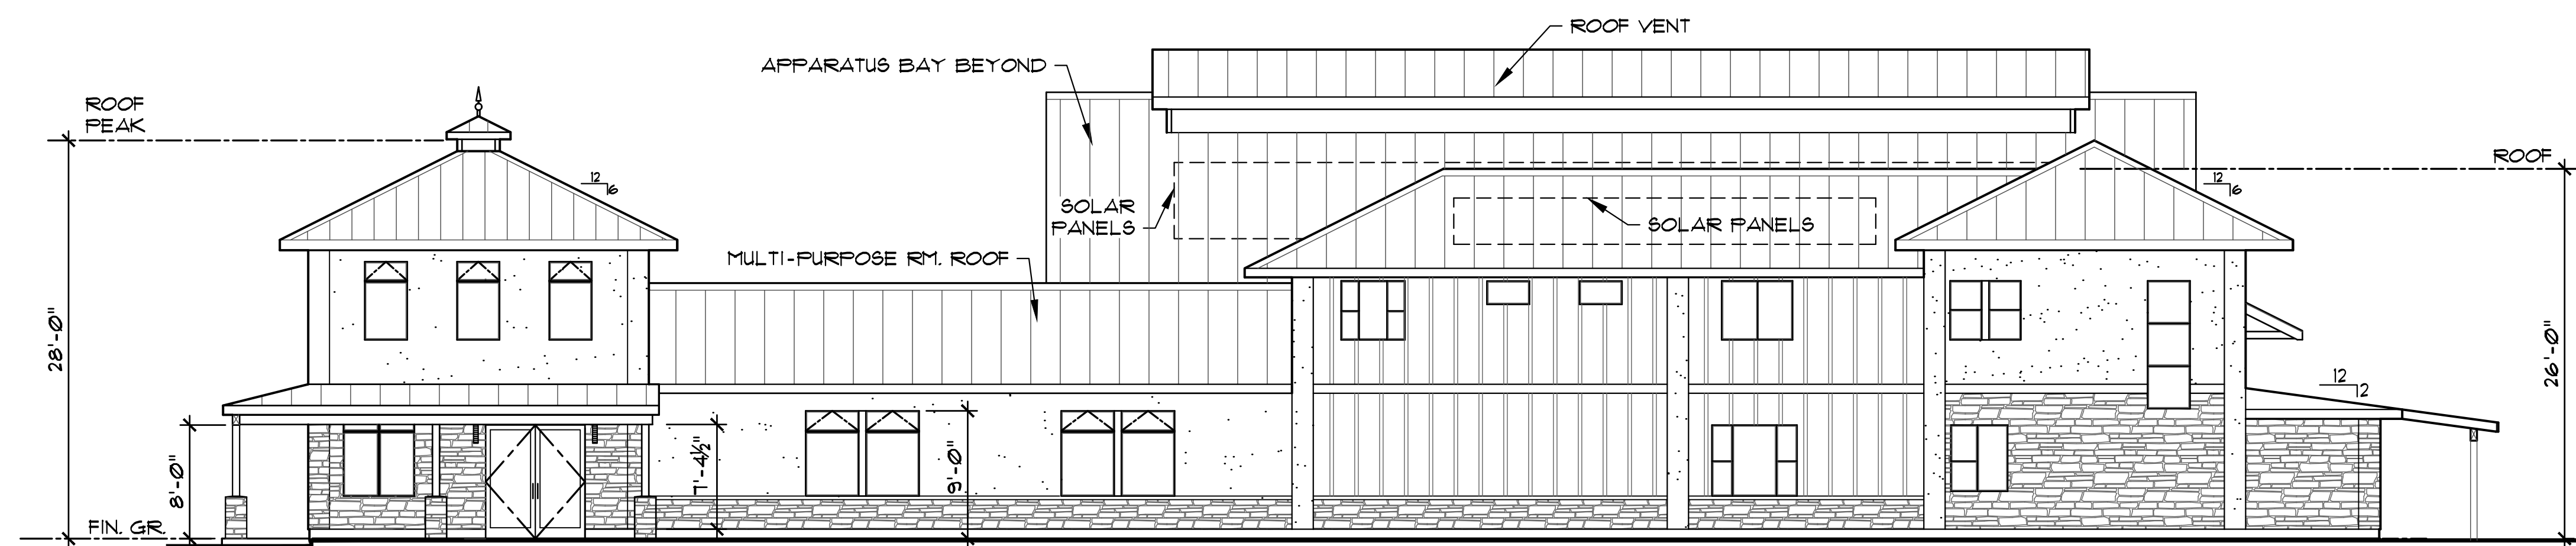 ROOF VENT
APPARATUS BAY BEYOND
ROOF
PEAK
ROOF
12
6
12
6
SOLAR
PANELS
SOLAR PANELS
MULTI-PURPOSE RM. ROOF
28'-0"
26'-0"
12
2
8'-0"
7'-4½"
9'-0"
FIN. GR.